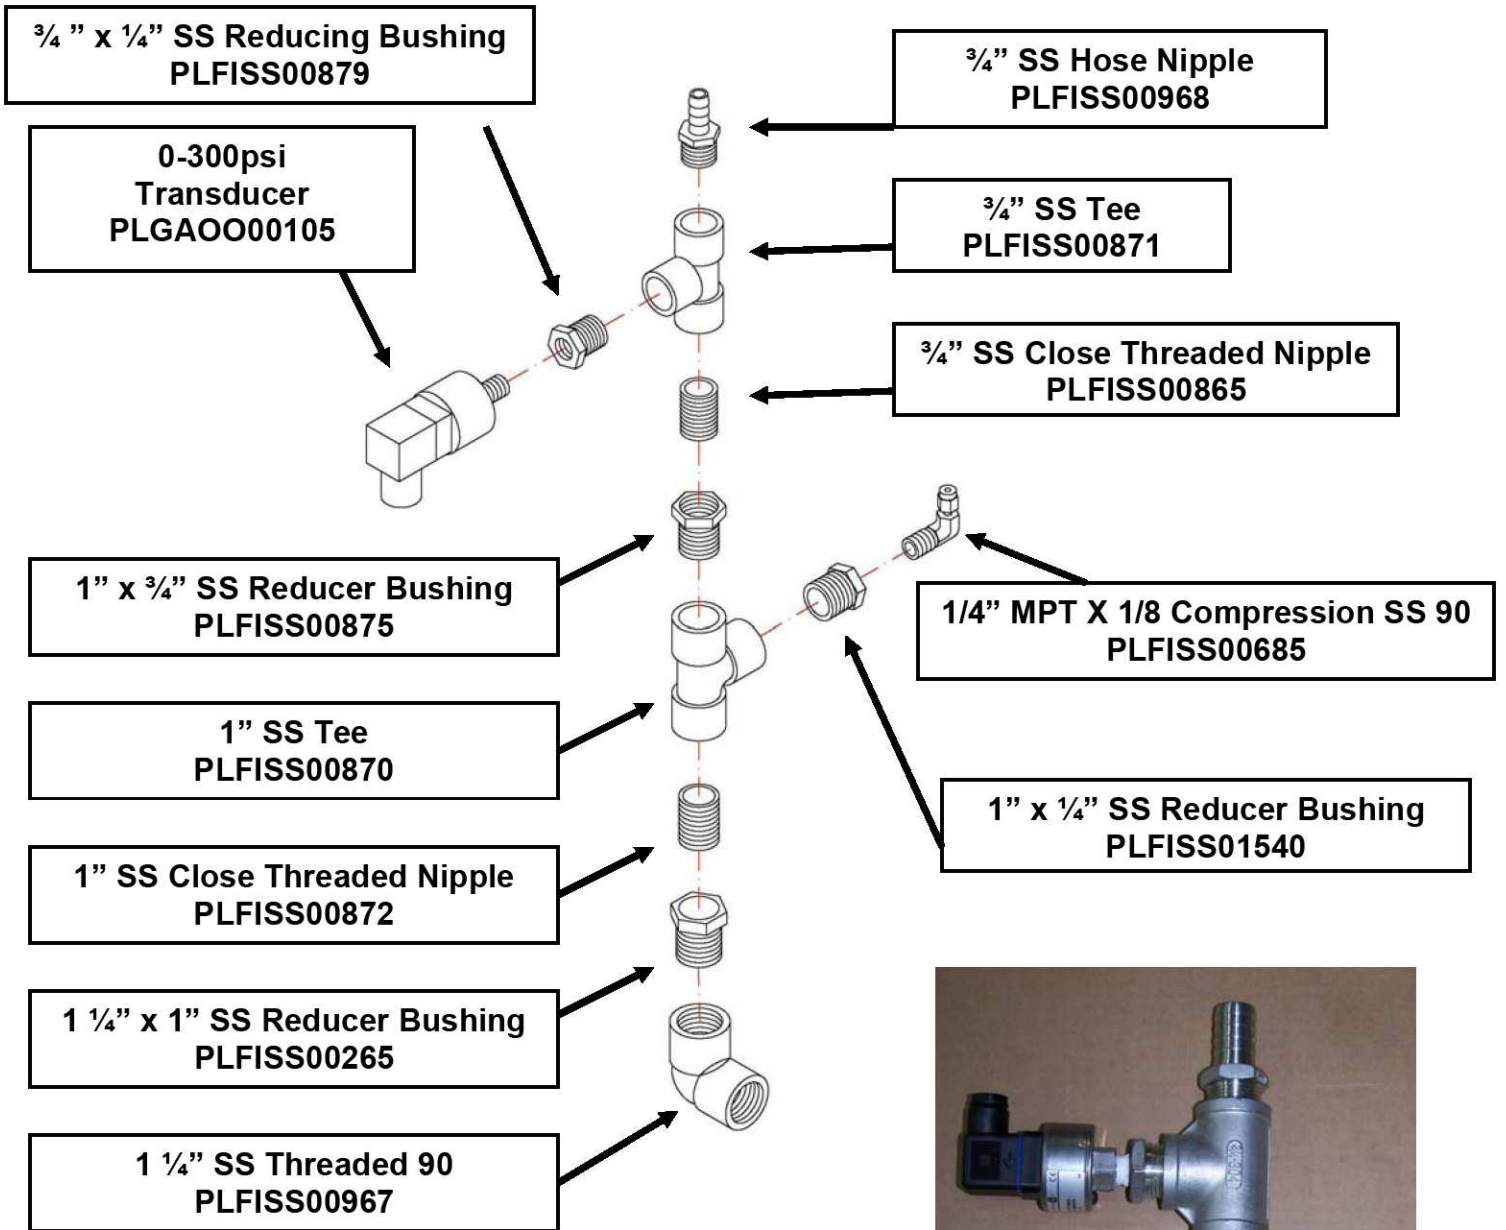 ¾ ” x ¼” SS Reducing Bushing
PLFISS00879
¾” SS Hose Nipple
PLFISS00968
0-300psi
Transducer
PLGAOO00105
¾” SS Tee
PLFISS00871
¾” SS Close Threaded Nipple
PLFISS00865
1” x ¾” SS Reducer Bushing
PLFISS00875
1/4” MPT X 1/8 Compression SS 90
PLFISS00685
1” SS Tee
PLFISS00870
1” x ¼” SS Reducer Bushing
PLFISS01540
1” SS Close Threaded Nipple
PLFISS00872
1 ¼” x 1” SS Reducer Bushing
PLFISS00265
1 ¼” SS Threaded 90
PLFISS00967